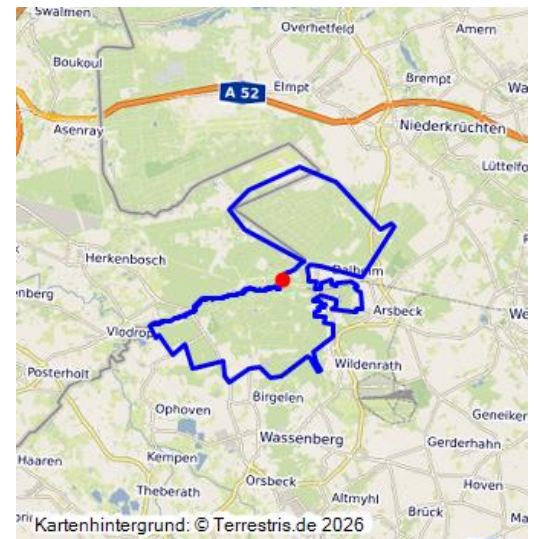 Swalmen
Overhetfeld
Amern
Boukoul
Brempt
A 52
Elmpt
Wa
Asenray
Niederkrüchten
Lüttelfo
Herkenbosch
Dalheim
enberg
Arsbeck
We
Vlodrop
Wildenrath
Posterholt
Birgelen
Ophoven
Geneiker
Wassenberg
Gerderhahn
Haaren
Kempen
Orsbeck
Hoven
Theberath
Altmyhl
Brück
Ma
Kartenhintergrund: © Terrestris.de 2026